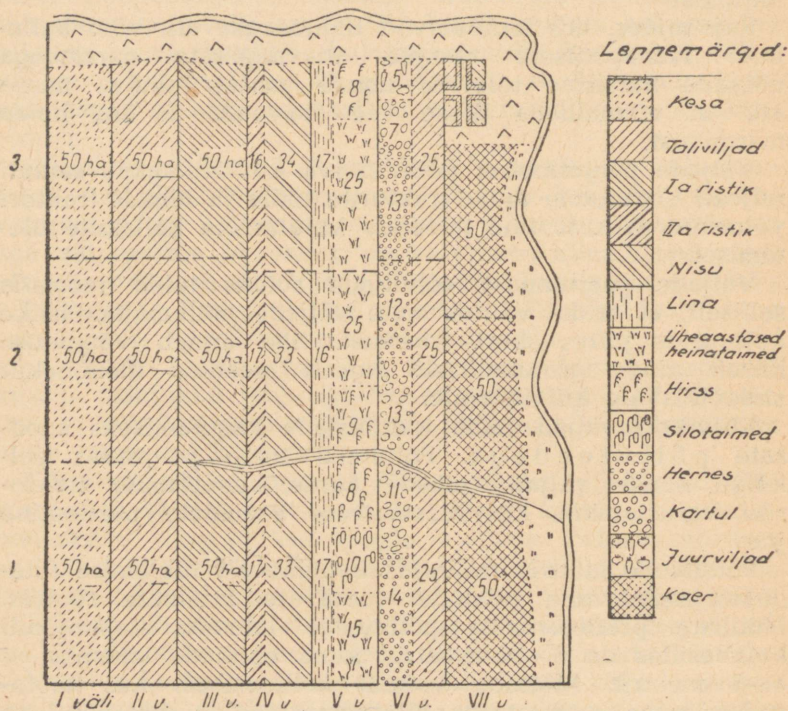 Leppemärgid:
Kesa
Taliviljad
Ia ristik
IIa ristik
Nisu
Lina
Üheaastased
heinataimed
Hirss
Silotaimed
Hernes
Kartul
Juurviljad
Kaer
8 5
7
3 50 ha 50 ha 50 ha 16 34 17 25 25
13
50
12
25
2 50 ha 50 ha 50 ha 17 33 16 25
50
9 13
8 11
1 50 ha 50 ha 50 ha 17 33 17 10 25 50
14
15
I väli II v. III v. IV v V v. VI v. VII v